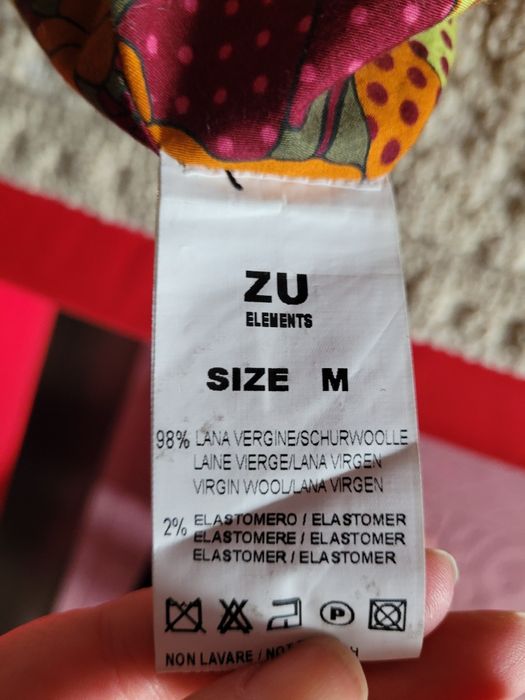 ZU
ELEMENTS
SIZE M
98% LANA VERGINE/SCHURWOOLLE
LAINE VIERGE/LANA VIRGEN
VIRGIN WOOL/LANA VIRGEN
2% ELASTOMERO / ELASTOMER
ELASTOMERE / ELASTOMER
ELASTOMER / ELASTOMER
P
NON LAVARE /